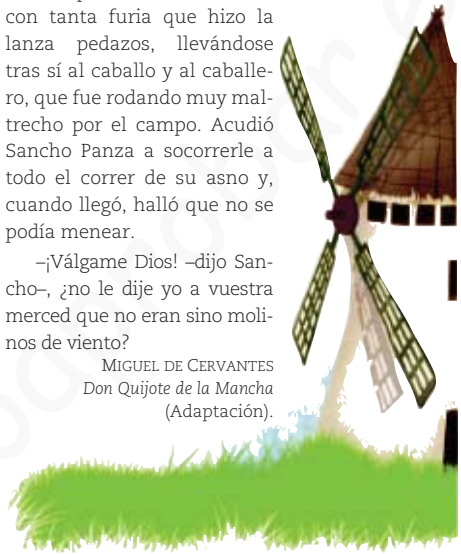 con tanta furia que hizo la
lanza pedazos, llevándose
tras sí al caballo y al caballe-
ro, que fue rodando muy mal-
trecho por el campo. Acudió
Sancho Panza a socorrerle a
todo el correr de su asno y,
cuando llegó, halló que no se
podía menear.
–¡Válgame Dios! –dijo San-
cho–, ¿no le dije yo a vuestra
merced que no eran sino moli-
nos de viento?
MIGUEL DE CERVANTES
Don Quijote de la Mancha
(Adaptación).